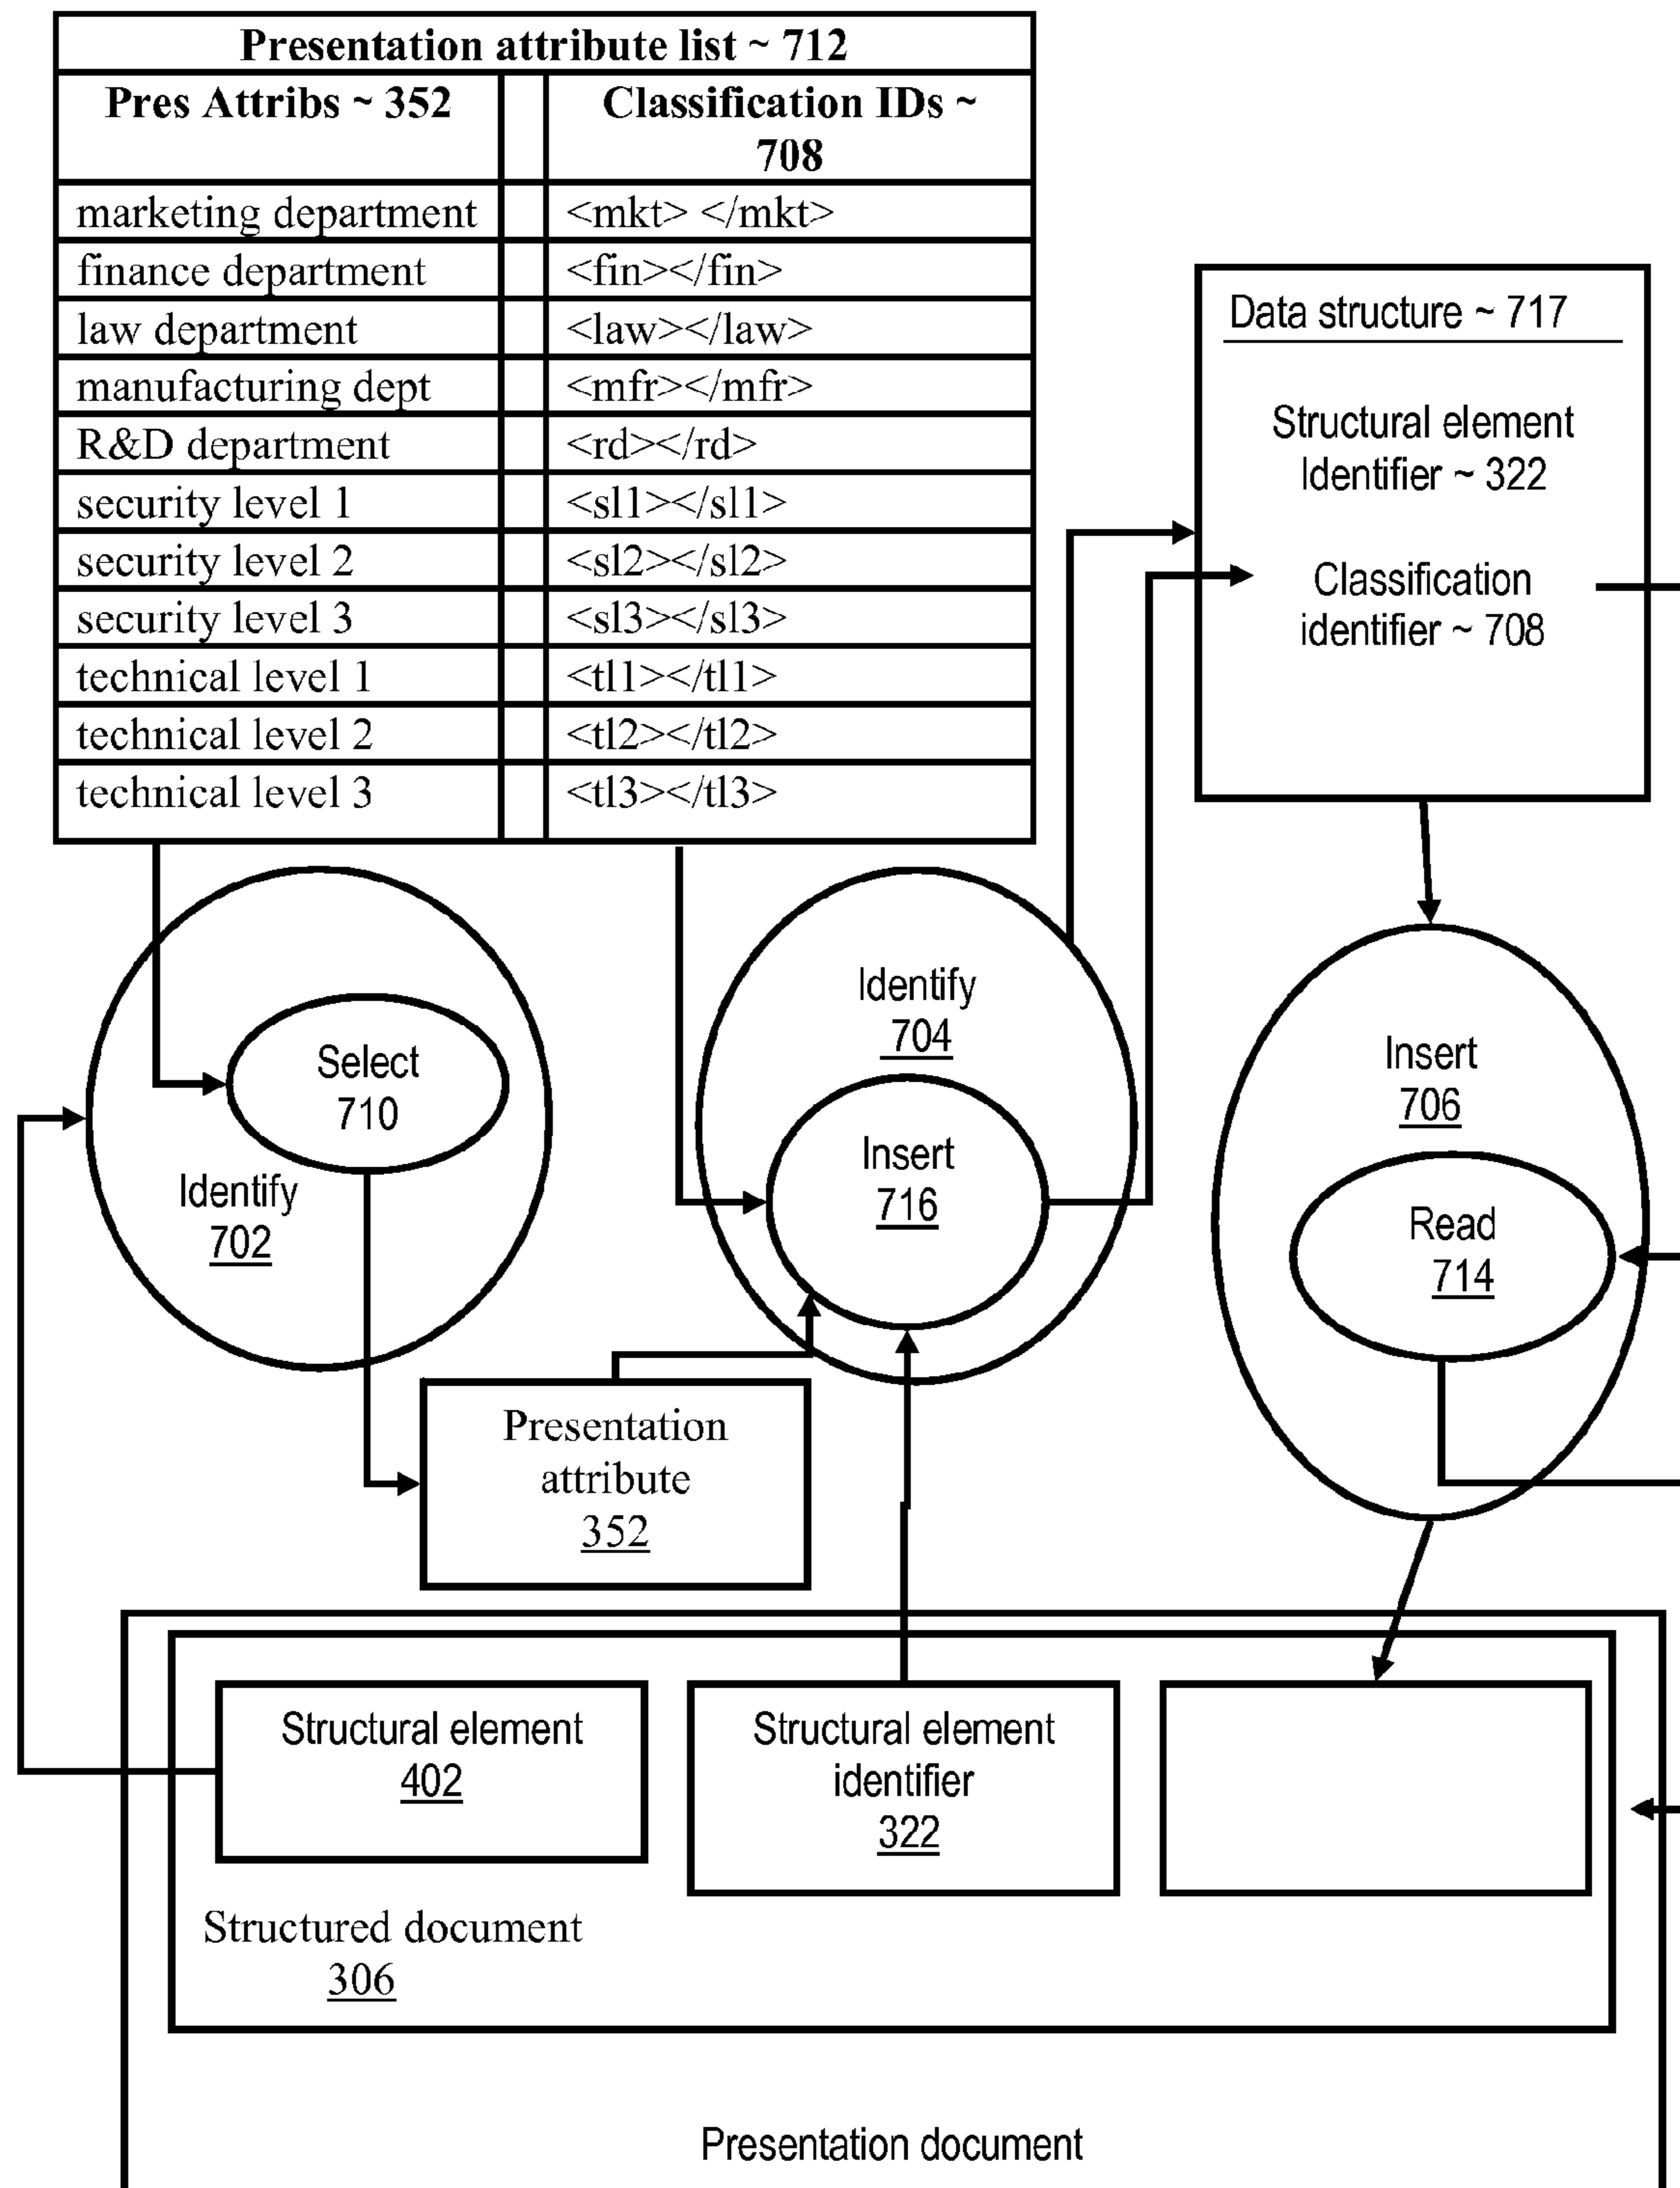 Presentation attribute list ~ 712
Pres Attribs ~ 352
Classification IDs ~
708
marketing department
<mkt> </mkt>
finance department
<fin></fin>
law department
<law></law>
manufacturing dept
<mfr></mfr>
R&D department
<rd></rd>
security level 1
<sl1></sl1>
security level 2
<sl2></sl2>
security level 3
<sl3></sl3>
technical level 1
<tl1></tl1>
technical level 2
<tl2></tl2>
technical level 3
<tl3></tl3>
Data structure ~ 717
Structural element
Identifier ~ 322
Classification
identifier ~ 708
Select
710
Identify
702
Identify
704
Insert
716
Insert
706
Read
714
Presentation
attribute
352
Structural element
402
Structural element
identifier
322
Structured document
306
Presentation document